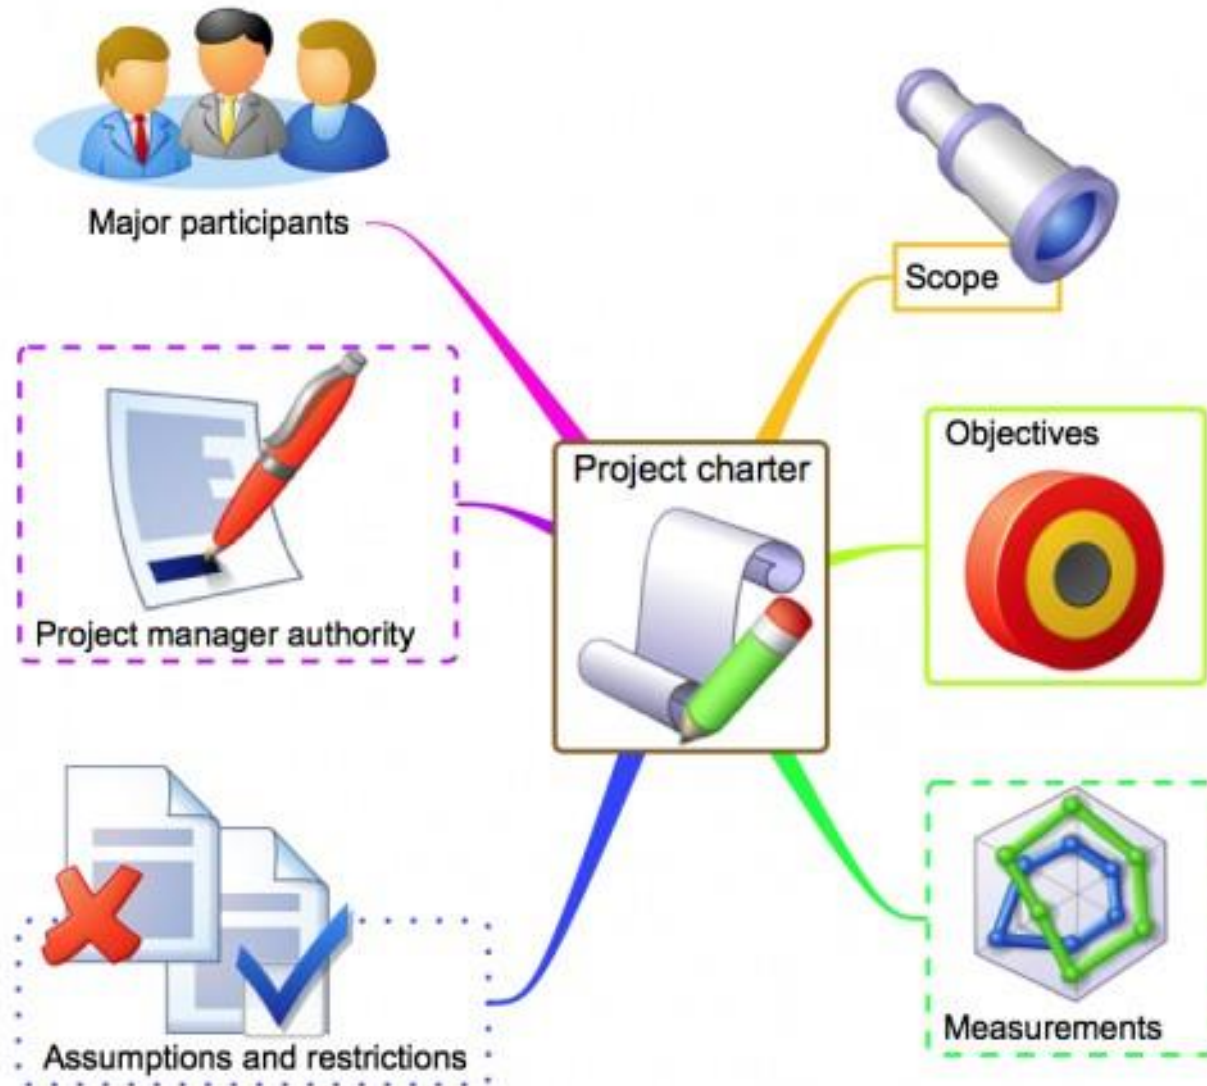 Major participants
Scope
Project manager authority
Project charter
Objectives
Assumptions and restrictions
Measurements